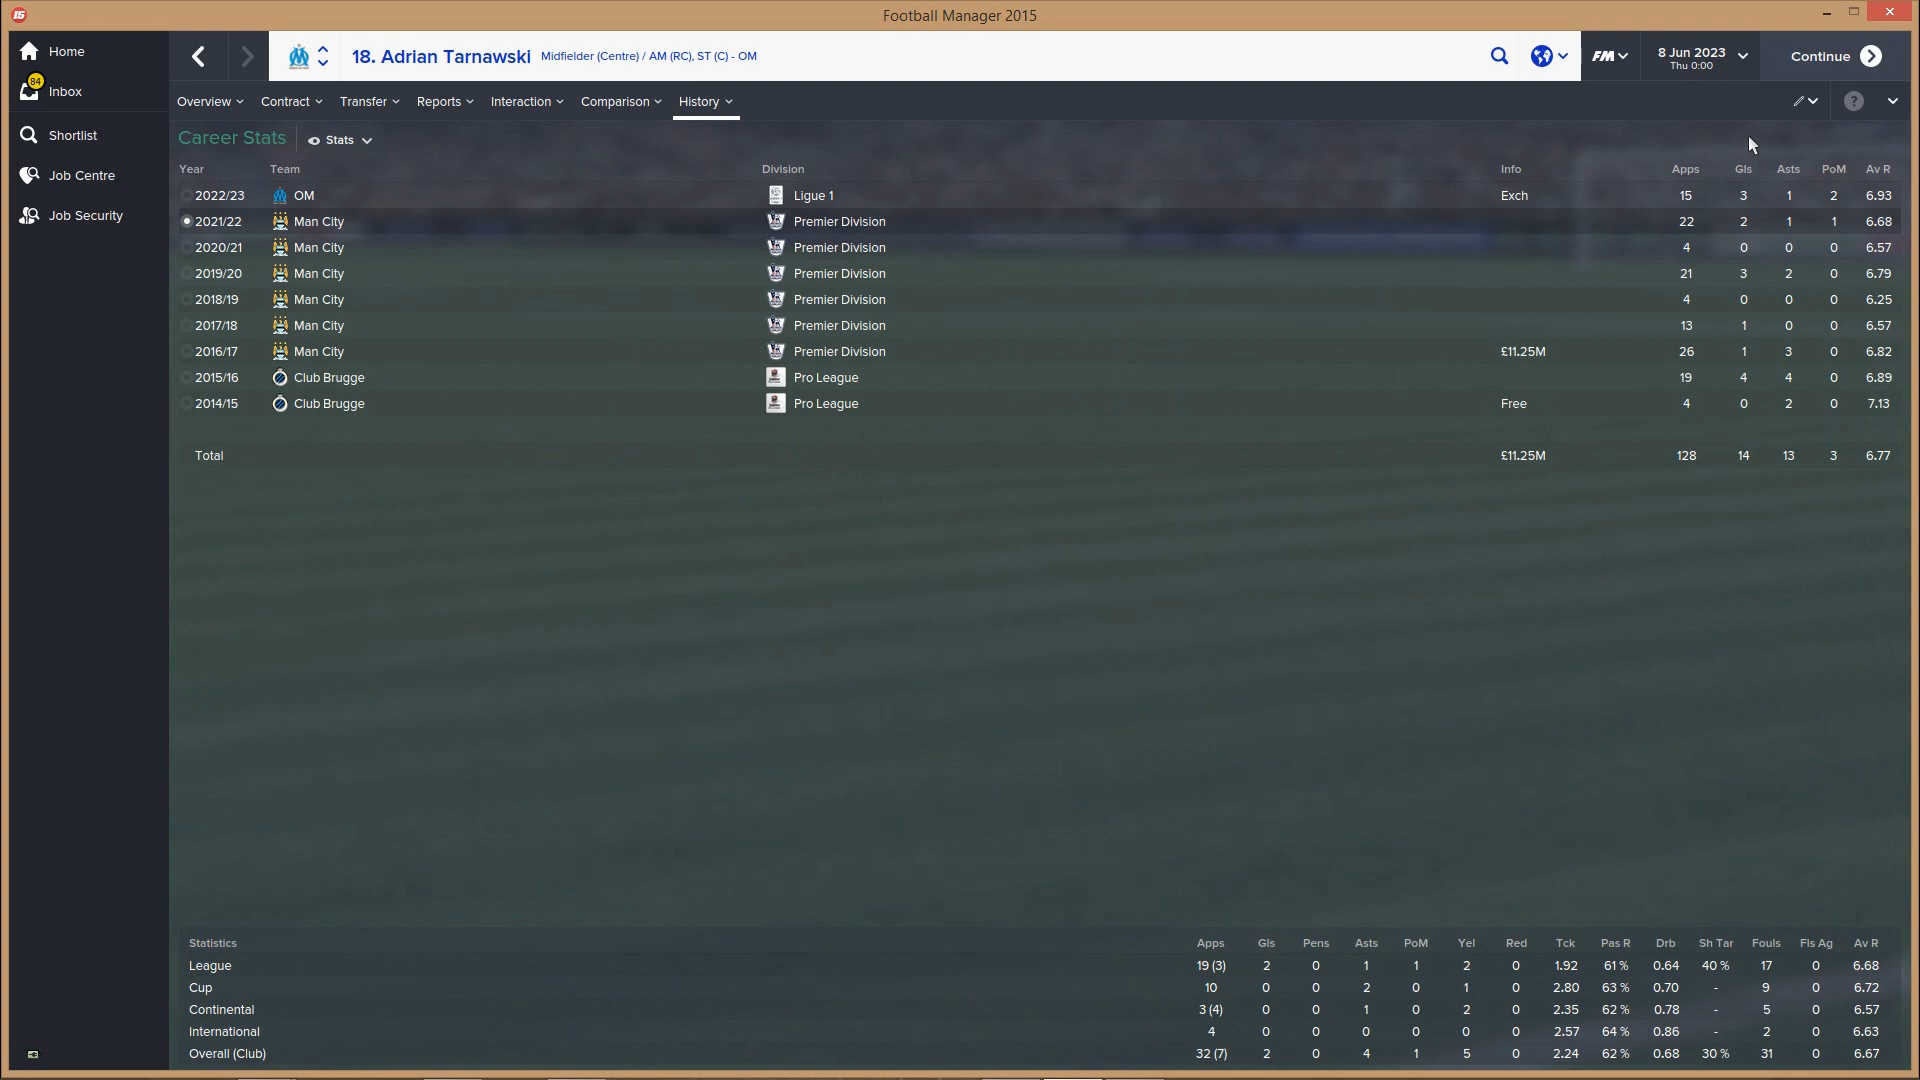 Football Manager 2015
Home
84
Inbox
Shortlist
Job Centre
Job Security
18. Adrian Tarnawski Midfielder (Centre) / AM (RC), ST (C) - OM
FM
8 Jun 2023
Thu 0:00
Continue
Overview Contract Transfer Reports Interaction Comparison History
Career Stats Stats
Year Team Division Info Apps Gls Asts PoM Av R
2022/23 OM Ligue 1 Exch 15 3 1 2 6.93
2021/22 Man City Premier Division 22 2 1 1 6.68
2020/21 Man City Premier Division 4 0 0 0 6.57
2019/20 Man City Premier Division 21 3 2 0 6.79
2018/19 Man City Premier Division 4 0 0 0 6.25
2017/18 Man City Premier Division 13 1 0 0 6.57
2016/17 Man City Premier Division £11.25M 26 1 3 0 6.82
2015/16 Club Brugge Pro League 19 4 4 0 6.89
2014/15 Club Brugge Pro League Free 4 0 2 0 7.13
Total £11.25M 128 14 13 3 6.77
Statistics Apps Gls Pens Asts PoM Yel Red Tck Pas R Drb Sh Tar Fouls Fls Ag Av R
League 19 (3) 2 0 1 1 2 0 1.92 61 % 0.64 40 % 17 0 6.68
Cup 10 0 0 2 0 1 0 2.80 63 % 0.70 - 9 0 6.72
Continental 3 (4) 0 0 1 0 2 0 2.35 62 % 0.78 - 5 0 6.57
International 4 0 0 0 0 0 0 2.57 64 % 0.86 - 2 0 6.63
Overall (Club) 32 (7) 2 0 4 1 5 0 2.24 62 % 0.68 30 % 31 0 6.67